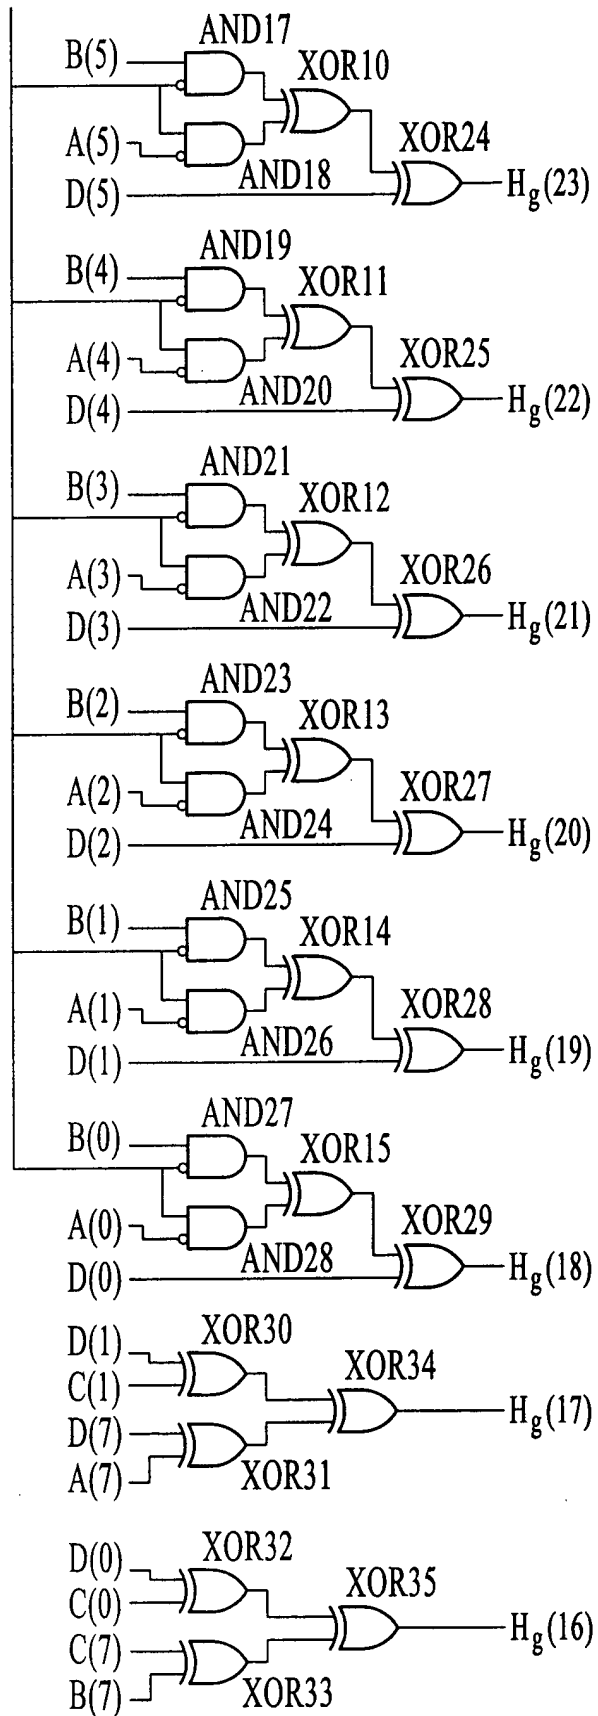 AND17
B(5)
XOR10
A(5)
XOR24
AND18
D(5)
Hg(23)
AND19
B(4)
XOR11
A(4)
XOR25
AND20
D(4)
Hg(22)
AND21
B(3)
XOR12
A(3)
XOR26
AND22
D(3)
Hg(21)
AND23
B(2)
XOR13
A(2)
XOR27
AND24
D(2)
Hg(20)
AND25
B(1)
XOR14
A(1)
XOR28
AND26
D(1)
Hg(19)
AND27
B(0)
XOR15
A(0)
XOR29
AND28
D(0)
Hg(18)
D(1)
XOR30
C(1)
XOR34
Hg(17)
D(7)
A(7)
XOR31
D(0)
XOR32
C(0)
XOR35
Hg(16)
C(7)
B(7)
XOR33